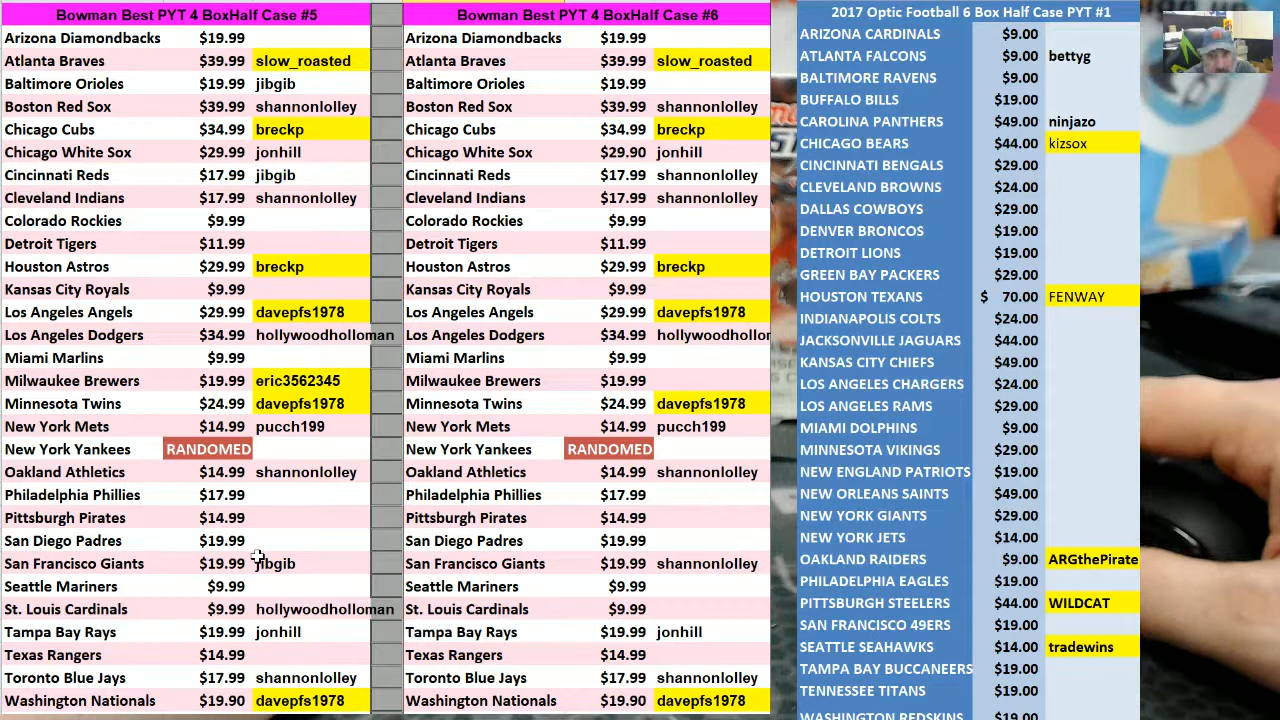 Bowman Best PYT 4 BoxHalf Case #5
Arizona Diamondbacks $19.99
Atlanta Braves $39.99 slow_roasted
Baltimore Orioles $19.99 jibgib
Boston Red Sox $39.99 shannonlolley
Chicago Cubs $34.99 breckp
Chicago White Sox $29.99 jonhill
Cincinnati Reds $17.99 jibgib
Cleveland Indians $17.99 shannonlolley
Colorado Rockies $9.99
Detroit Tigers $11.99
Houston Astros $29.99 breckp
Kansas City Royals $9.99
Los Angeles Angels $29.99 davepfs1978
Los Angeles Dodgers $34.99 hollywoodholloman
Miami Marlins $9.99
Milwaukee Brewers $19.99 eric3562345
Minnesota Twins $24.99 davepfs1978
New York Mets $14.99 pucch199
New York Yankees RANDOMED
Oakland Athletics $14.99 shannonlolley
Philadelphia Phillies $17.99
Pittsburgh Pirates $14.99
San Diego Padres $19.99
San Francisco Giants $19.99 jibgib
Seattle Mariners $9.99
St. Louis Cardinals $9.99 hollywoodholloman
Tampa Bay Rays $19.99 jonhill
Texas Rangers $14.99
Toronto Blue Jays $17.99 shannonlolley
Washington Nationals $19.90 davepfs1978
Bowman Best PYT 4 BoxHalf Case #6
Arizona Diamondbacks $19.99
Atlanta Braves $39.99 slow_roasted
Baltimore Orioles $19.99
Boston Red Sox $39.99 shannonlolley
Chicago Cubs $34.99 breckp
Chicago White Sox $29.90 jonhill
Cincinnati Reds $17.99 shannonlolley
Cleveland Indians $17.99 shannonlolley
Colorado Rockies $9.99
Detroit Tigers $11.99
Houston Astros $29.99 breckp
Kansas City Royals $9.99
Los Angeles Angels $29.99 davepfs1978
Los Angeles Dodgers $34.99 hollywoodhollor
Miami Marlins $9.99
Milwaukee Brewers $19.99
Minnesota Twins $24.99 davepfs1978
New York Mets $14.99 pucch199
New York Yankees RANDOMED
Oakland Athletics $14.99 shannonlolley
Philadelphia Phillies $17.99
Pittsburgh Pirates $14.99
San Diego Padres $19.99
San Francisco Giants $19.99 shannonlolley
Seattle Mariners $9.99
St. Louis Cardinals $9.99
Tampa Bay Rays $19.99 jonhill
Texas Rangers $14.99
Toronto Blue Jays $17.99 shannonlolley
Washington Nationals $19.90 davepfs1978
2017 Optic Football 6 Box Half Case PYT #1
ARIZONA CARDINALS $9.00
ATLANTA FALCONS $9.00 bettyg
BALTIMORE RAVENS $9.00
BUFFALO BILLS $19.00
CAROLINA PANTHERS $49.00 ninjazo
CHICAGO BEARS $44.00 kizsox
CINCINNATI BENGALS $29.00
CLEVELAND BROWNS $24.00
DALLAS COWBOYS $29.00
DENVER BRONCOS $19.00
DETROIT LIONS $19.00
GREEN BAY PACKERS $29.00
HOUSTON TEXANS $ 70.00 FENWAY
INDIANAPOLIS COLTS $24.00
JACKSONVILLE JAGUARS $44.00
KANSAS CITY CHIEFS $49.00
LOS ANGELES CHARGERS $24.00
LOS ANGELES RAMS $29.00
MIAMI DOLPHINS $9.00
MINNESOTA VIKINGS $29.00
NEW ENGLAND PATRIOTS $19.00
NEW ORLEANS SAINTS $49.00
NEW YORK GIANTS $29.00
NEW YORK JETS $14.00
OAKLAND RAIDERS $9.00 ARGthePirate
PHILADELPHIA EAGLES $19.00
PITTSBURGH STEELERS $44.00 WILDCAT
SAN FRANCISCO 49ERS $19.00
SEATTLE SEAHAWKS $14.00 tradewins
TAMPA BAY BUCCANEERS $19.00
TENNESSEE TITANS $19.00
WASHINGTON REDSKINS $19.00